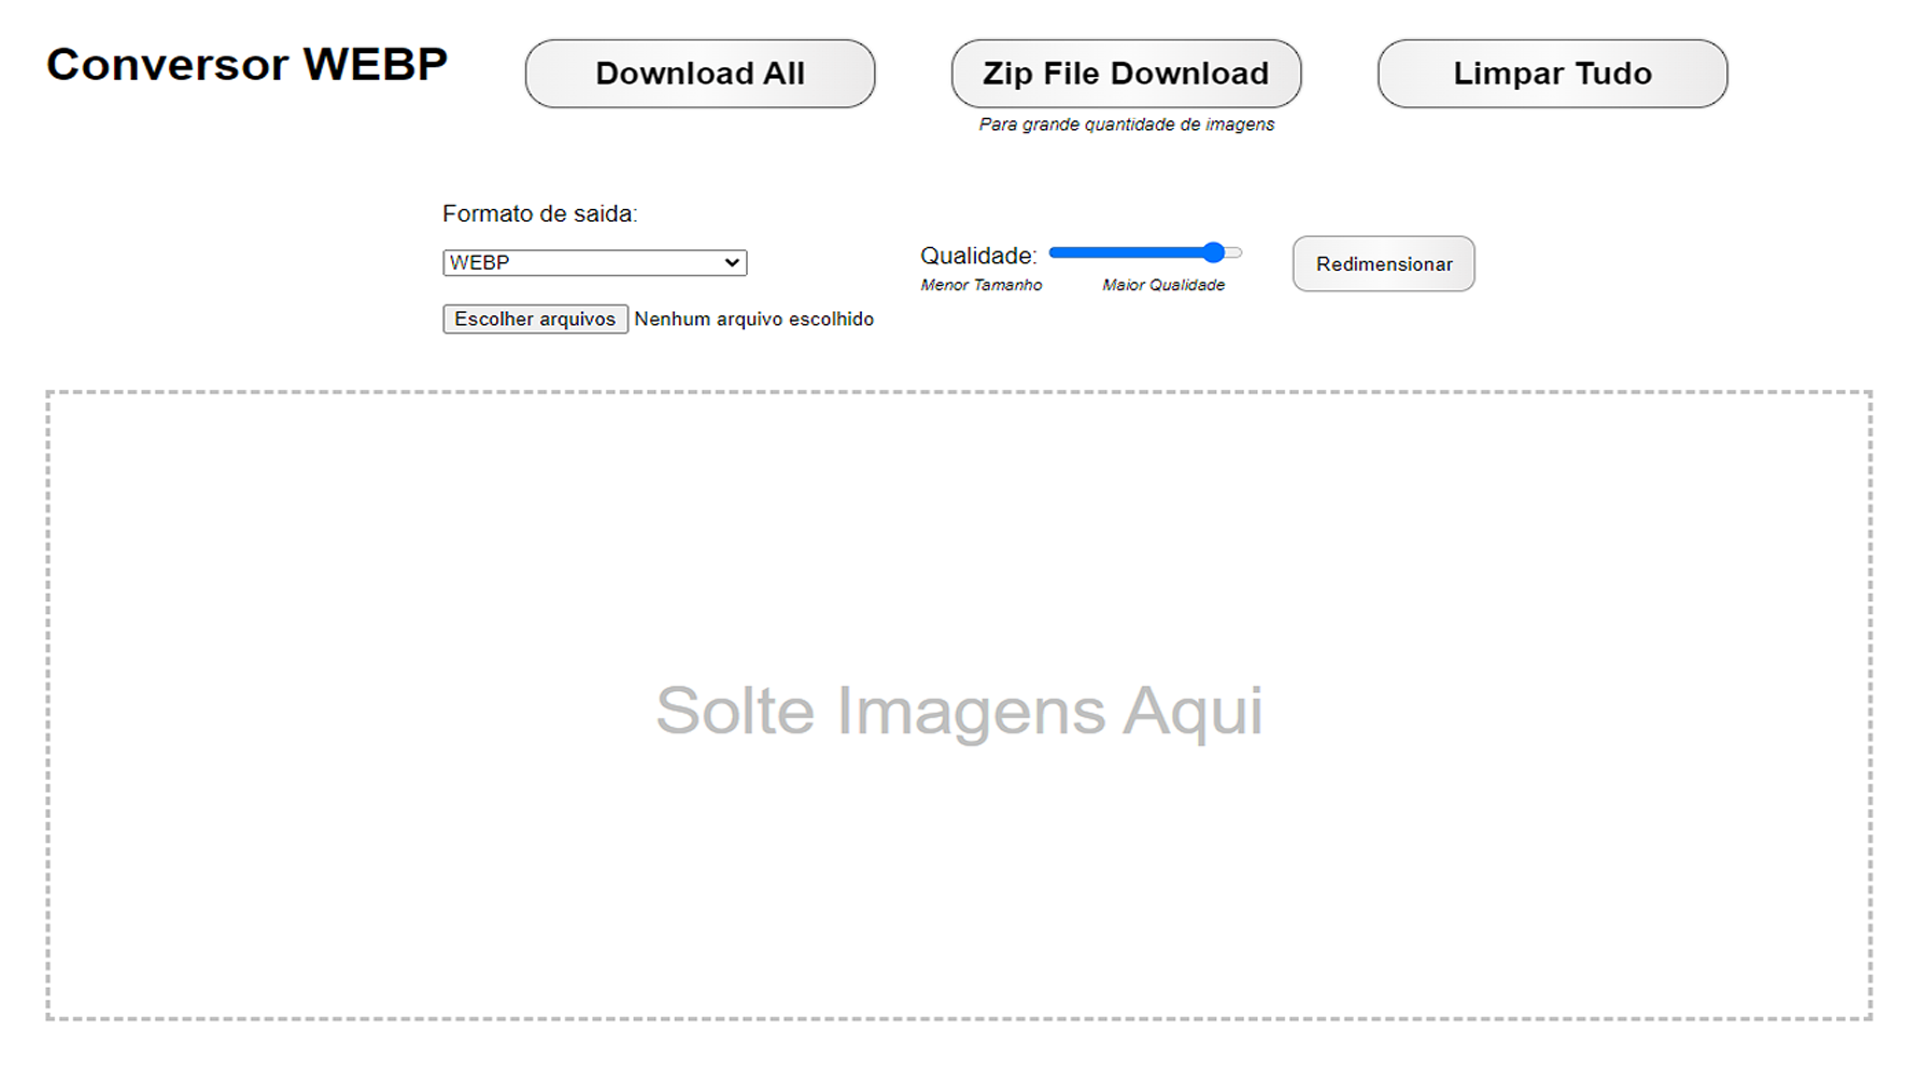 Conversor WEBP
Download All
Zip File Download
Limpar Tudo
Para grande quantidade de imagens
Formato de saida:
WEBP
Qualidade:
Menor Tamanho
Maior Qualidade
Redimensionar
Escolher arquivos Nenhum arquivo escolhido
Solte Imagens Aqui